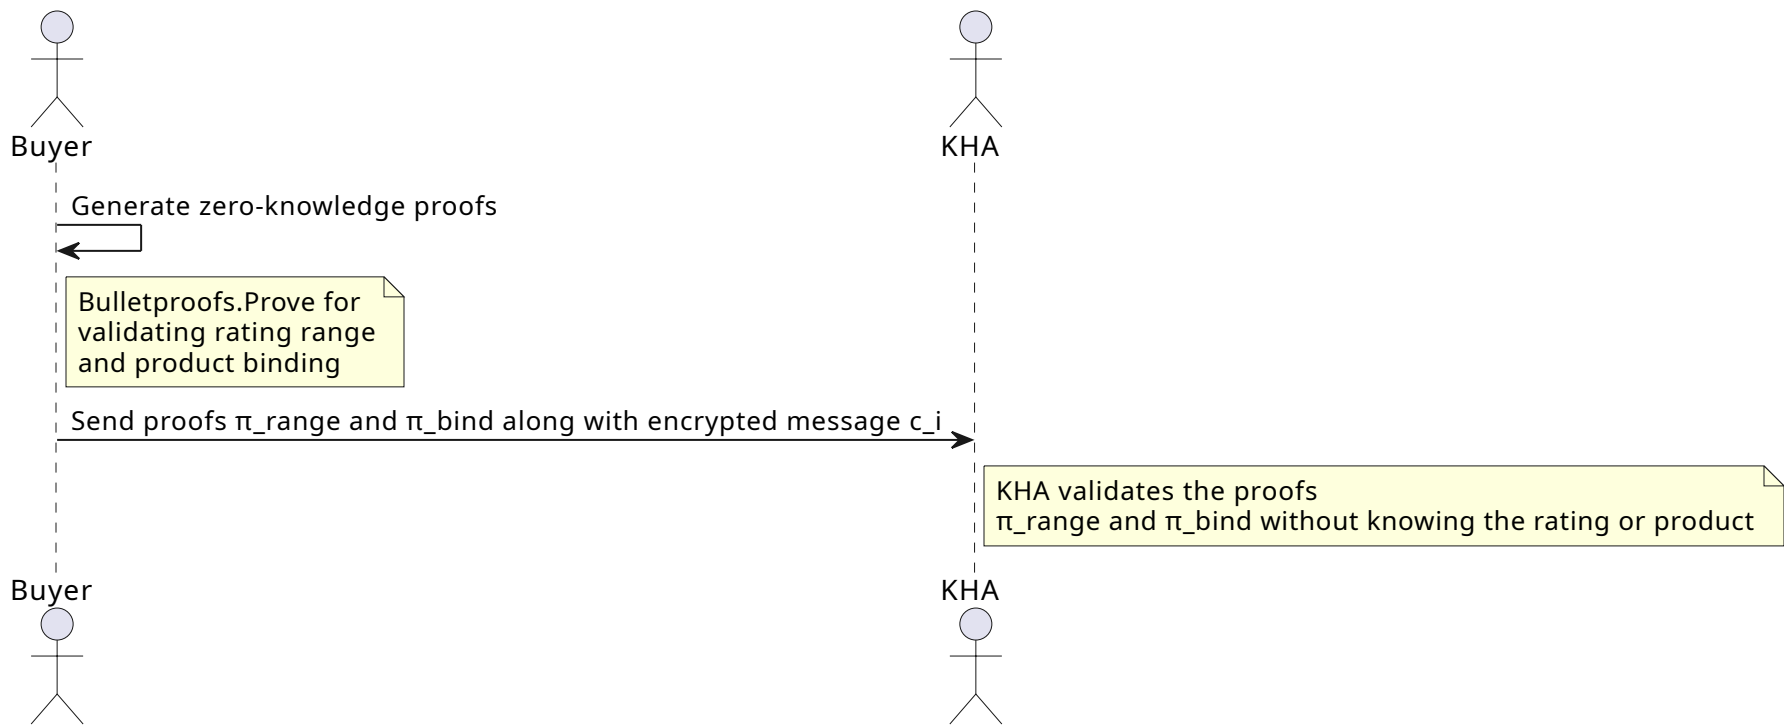 Buyer
KHA
Generate zero-knowledge proofs
Bulletproofs.Prove for
validating rating range
and product binding
Send proofs π_range and π_bind along with encrypted message c_i
KHA validates the proofs
π_range and π_bind without knowing the rating or product
Buyer
KHA